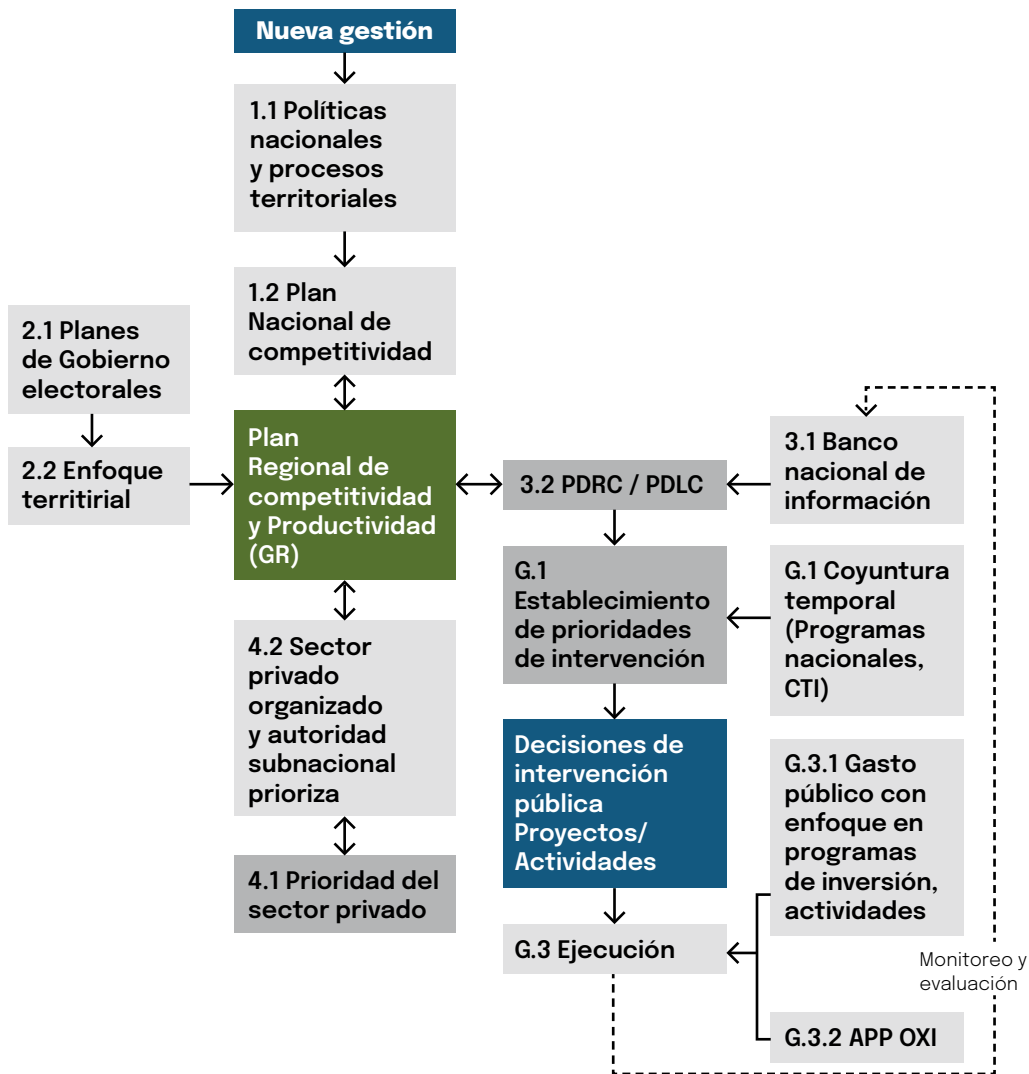 Nueva gestión
1.1 Políticas
nacionales
y procesos
territoriales
1.2 Plan
Nacional de
competitividad
2.1 Planes
de Gobierno
electorales
2.2 Enfoque
territirial
Plan
Regional de
competitividad
y Productividad
(GR)
4.2 Sector
privado
organizado
y autoridad
subnacional
prioriza
4.1 Prioridad del
sector privado
3.2 PDRC / PDLC
3.1 Banco
nacional de
información
G.1
Establecimiento
de prioridades
de intervención
G.1 Coyuntura
temporal
(Programas
nacionales,
CTI)
Decisiones de
intervención
pública
Proyectos/
Actividades
G.3.1 Gasto
público con
enfoque en
programas
de inversión,
actividades
G.3 Ejecución
Monitoreo y
evaluación
G.3.2 APP OXI